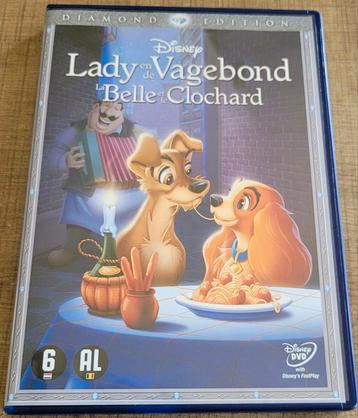 DIAMOND EDITION
Disney
Lady en de Vagebond
La Belle et le Clochard
6 AL
Disney
DVD
with
Disney's FastPlay